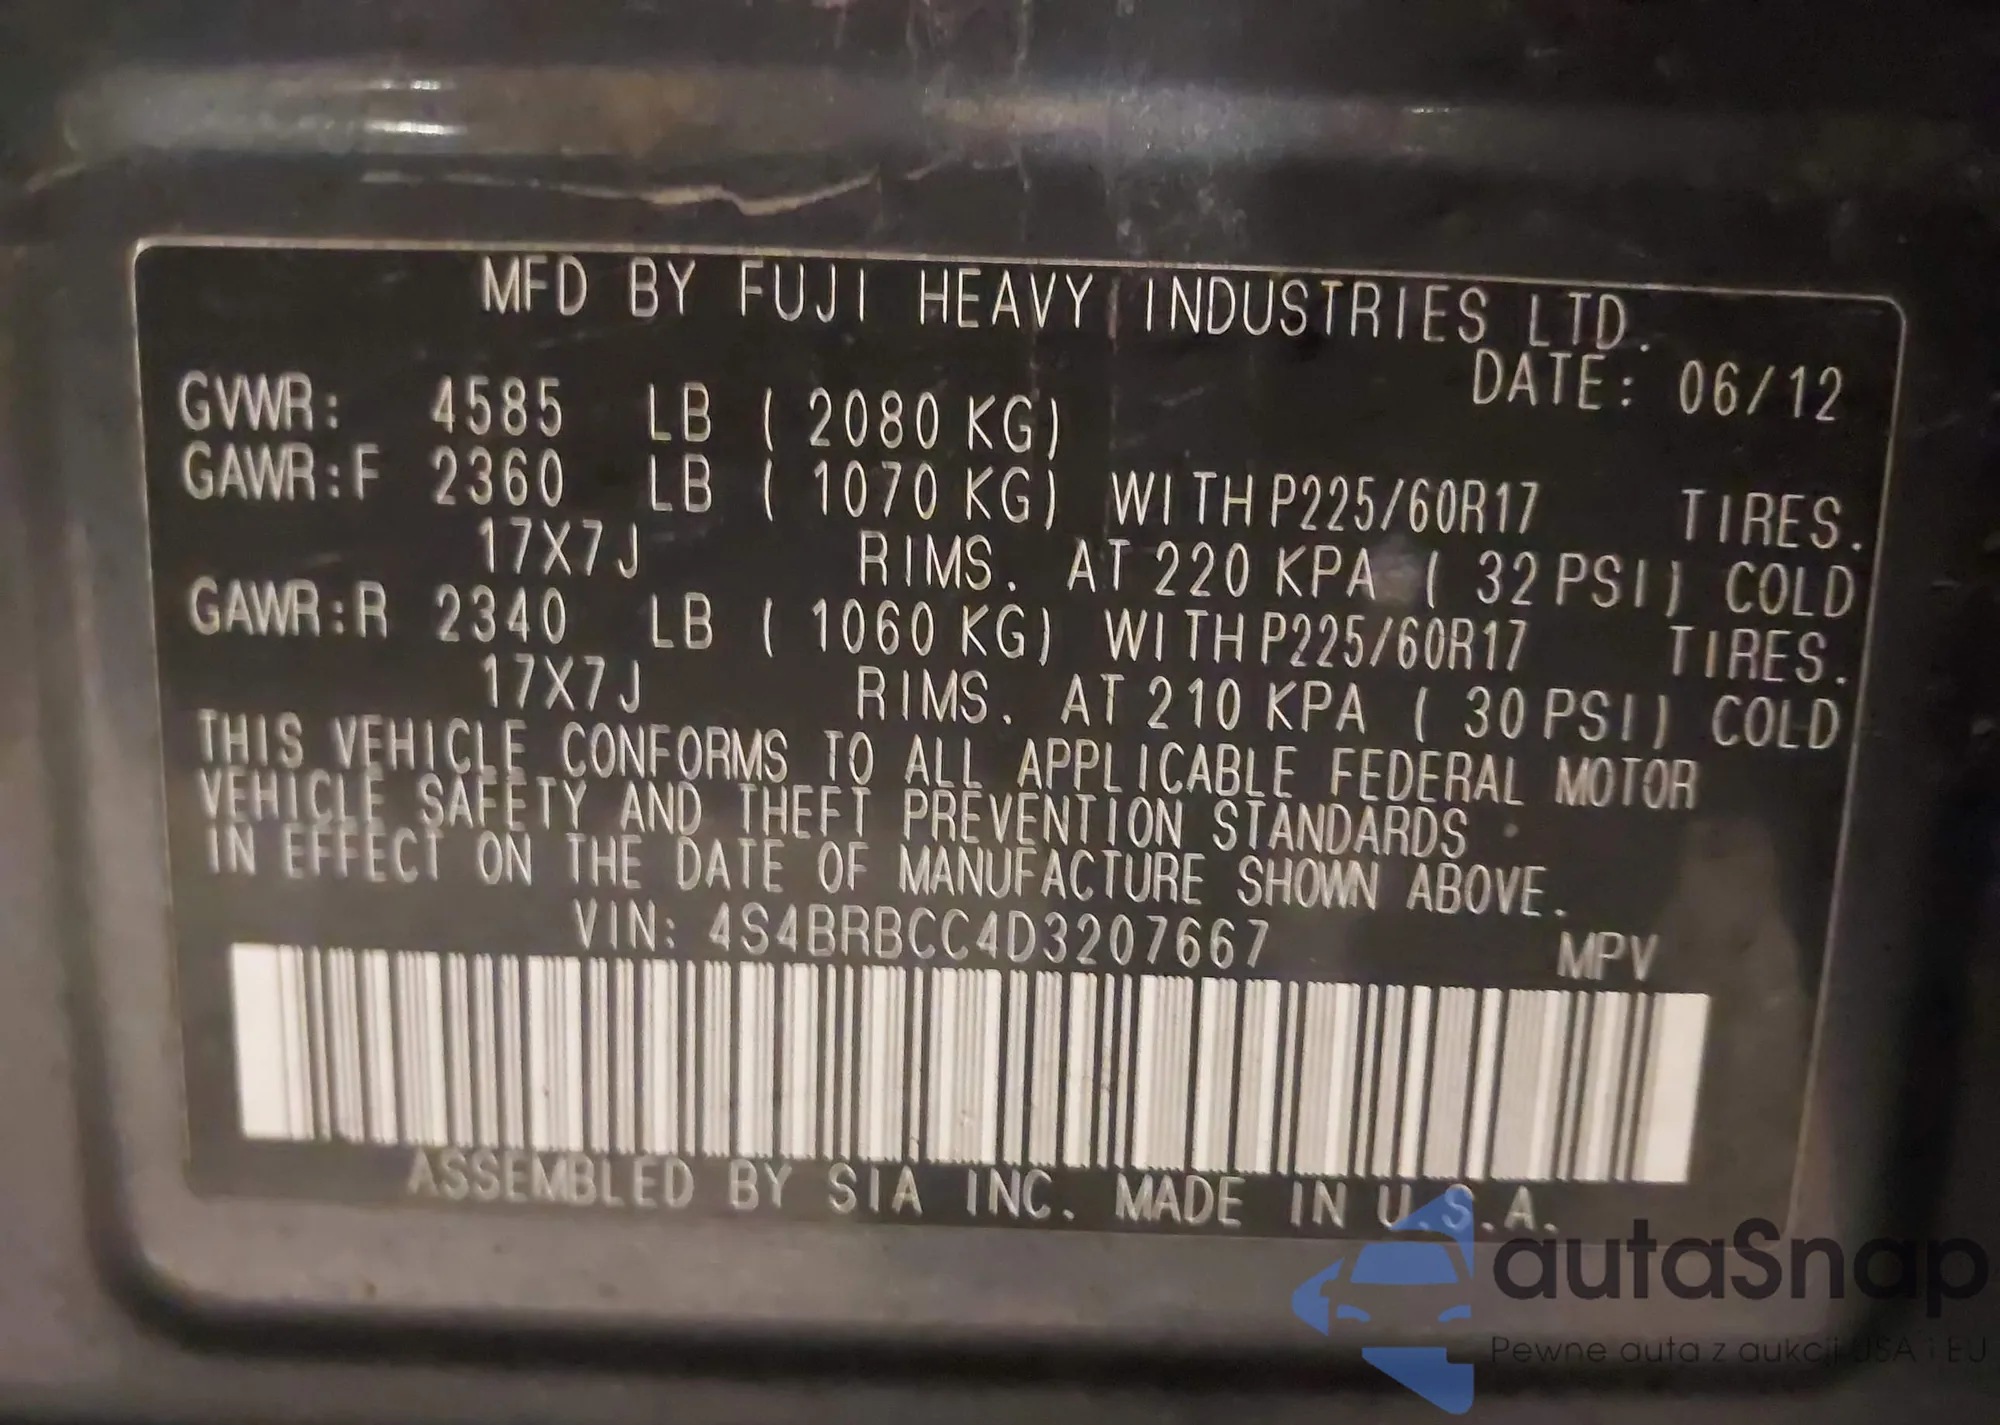 MFD BY FUJI HEAVY INDUSTRIES LTD.
DATE: 06/12
GVWR: 4585 LB ( 2080 KG)
GAWR:F 2360 LB ( 1070 KG) WITH P225/60R17 TIRES.
17X7J RIMS. AT 220 KPA ( 32 PSI) COLD
GAWR:R 2340 LB ( 1060 KG) WITH P225/60R17 TIRES.
17X7J RIMS. AT 210 KPA ( 30 PSI) COLD
THIS VEHICLE CONFORMS TO ALL APPLICABLE FEDERAL MOTOR
VEHICLE SAFETY AND THEFT PREVENTION STANDARDS
IN EFFECT ON THE DATE OF MANUFACTURE SHOWN ABOVE.
VIN: 4S4BRBCC4D3207667 MPV
ASSEMBLED BY SIA INC. MADE IN U.S.A.
autaSnap
Pewne auta z aukcji USA i EU